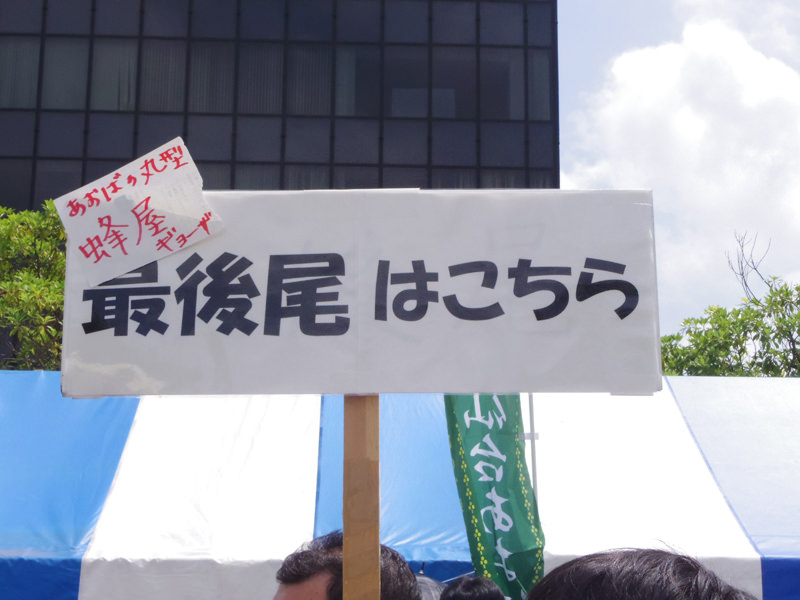 あおばの丸型
蜂屋
ギョーザ
最後尾はこちら